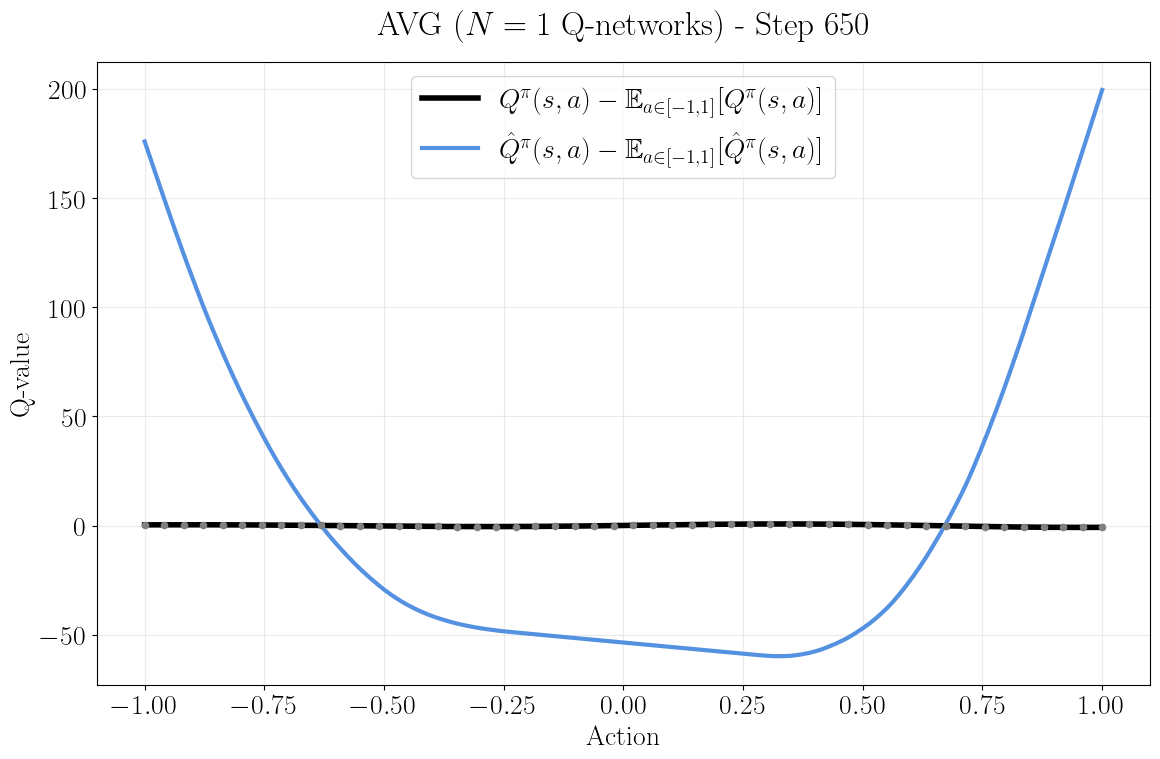 AVG (N = 1 Q-networks) - Step 650
Q^π(s, a) − 𝔼_{a∈[−1,1]}[Q^π(s, a)]
Q̂^π(s, a) − 𝔼_{a∈[−1,1]}[Q̂^π(s, a)]
200
150
100
50
0
−50
Q-value
−1.00 −0.75 −0.50 −0.25 0.00 0.25 0.50 0.75 1.00
Action